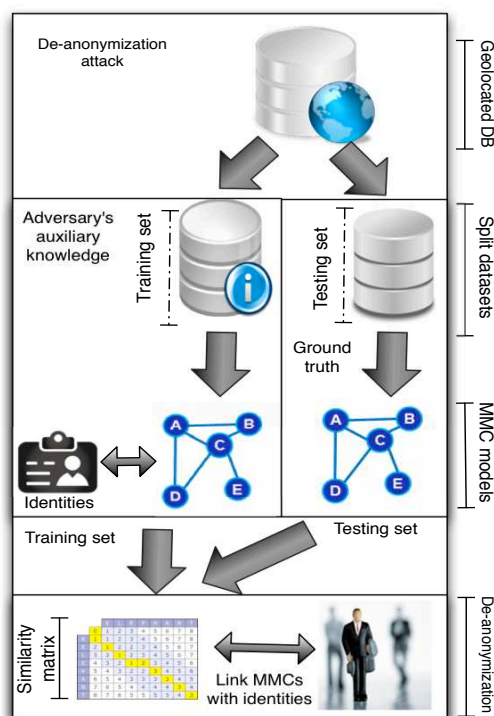 De-anonymization
attack
Geolocated DB
Adversary's
auxiliary
knowledge
Training set
Testing set
Split datasets
Ground
truth
A
B
C
D
E
A
B
C
D
E
MMC models
Identities
Training set
Testing set
Similarity
matrix
Link MMCs
with identities
De-anonymization